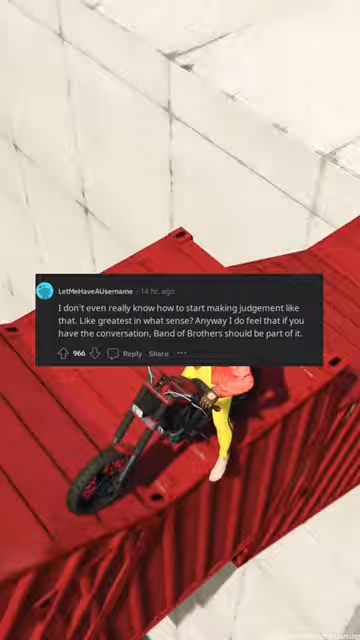 LetMeHaveAUsername · 14 hr. ago
I don't even really know how to start making judgement like
that. Like greatest in what sense? Anyway I do feel that if you
have the conversation, Band of Brothers should be part of it.
966 Reply Share ···